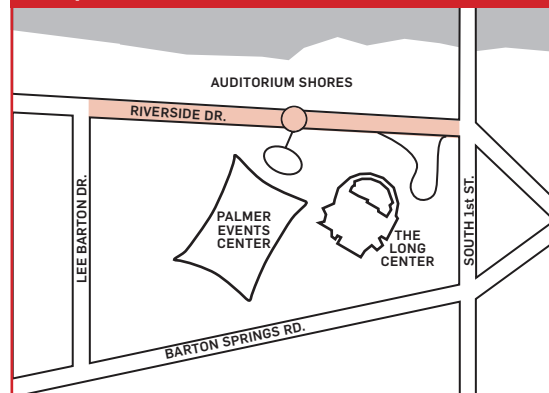 AUDITORIUM SHORES
RIVERSIDE DR.
LEE BARTON DR.
PALMER
EVENTS
CENTER
THE
LONG
CENTER
SOUTH 1st ST.
BARTON SPRINGS RD.